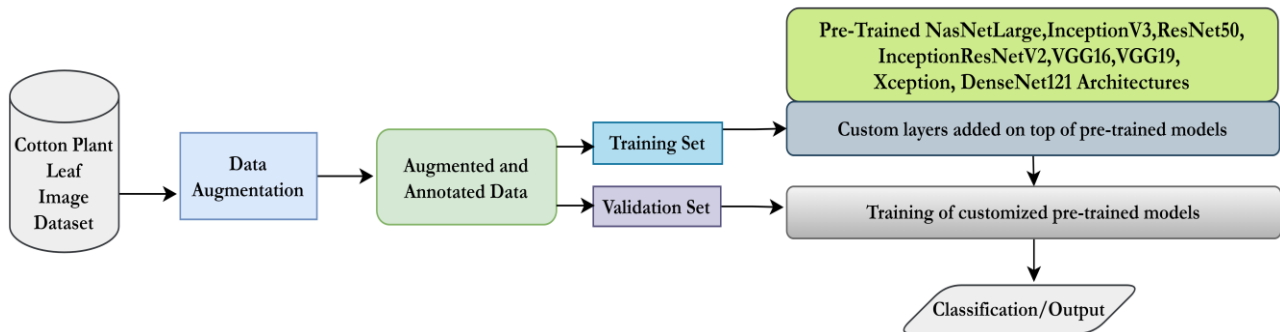 Cotton Plant
Leaf
Image
Dataset
Data
Augmentation
Augmented and
Annotated Data
Training Set
Validation Set
Pre-Trained NasNetLarge,InceptionV3,ResNet50,
InceptionResNetV2,VGG16,VGG19,
Xception, DenseNet121 Architectures
Custom layers added on top of pre-trained models
Training of customized pre-trained models
Classification/Output